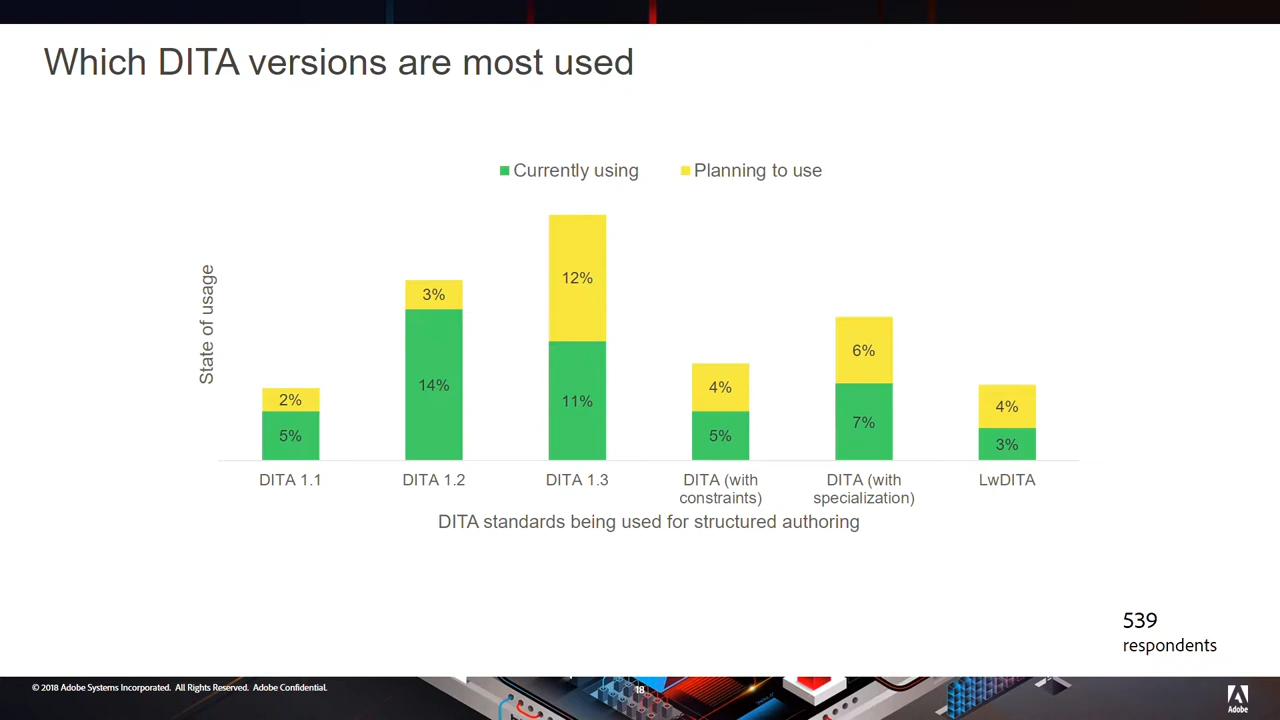 Which DITA versions are most used
Currently using
Planning to use
State of usage
2%
5%
3%
14%
12%
11%
4%
5%
6%
7%
4%
3%
DITA 1.1
DITA 1.2
DITA 1.3
DITA (with
constraints)
DITA (with
specialization)
LwDITA
DITA standards being used for structured authoring
539
respondents
© 2018 Adobe Systems Incorporated. All Rights Reserved. Adobe Confidential.
18
Adobe